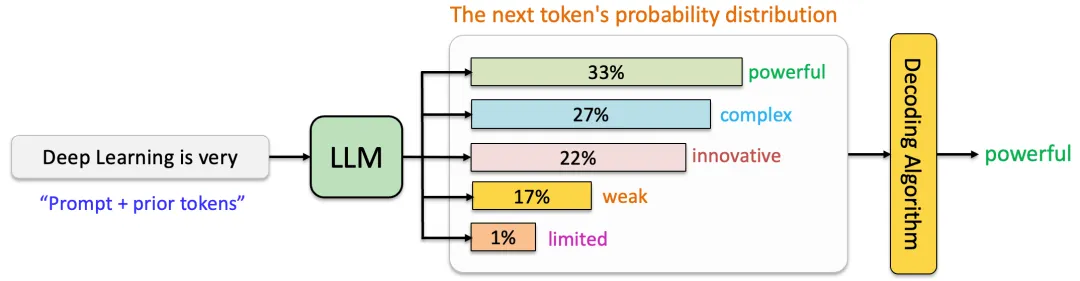 The next token's probability distribution
Deep Learning is very
"Prompt + prior tokens"
LLM
33%
powerful
27%
complex
22%
innovative
17%
weak
1%
limited
Decoding Algorithm
powerful